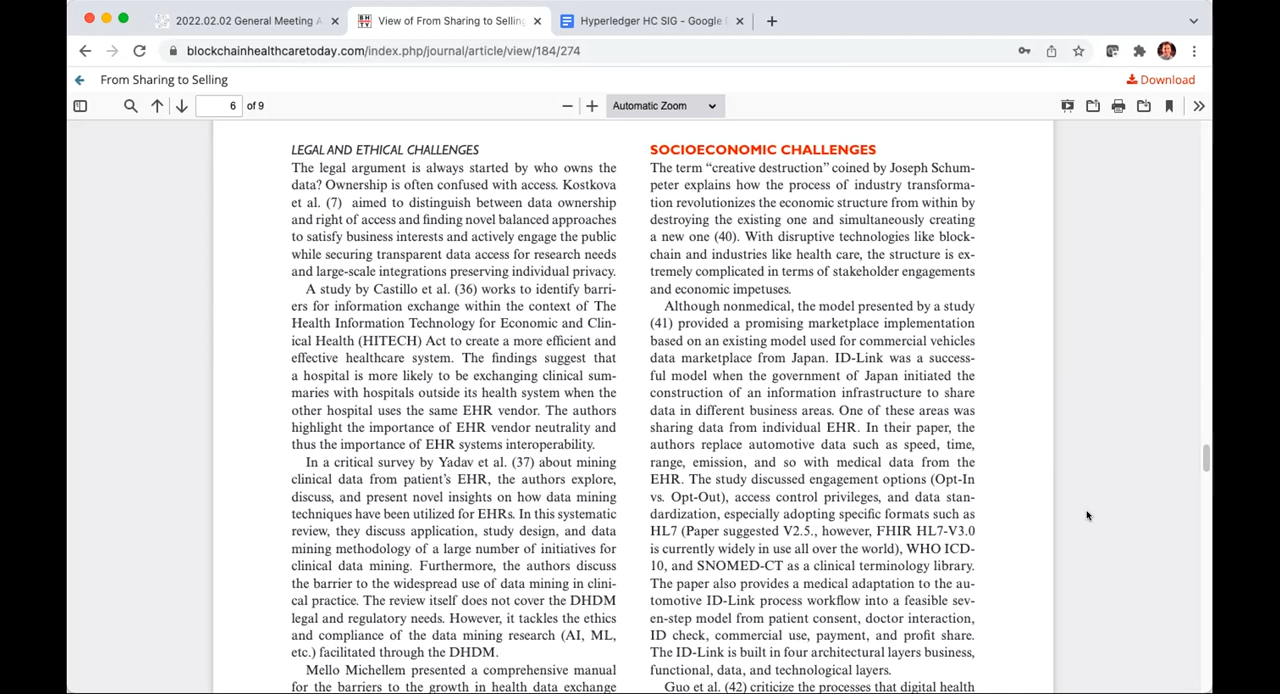 2022.02.02 General Meeting A
View of From Sharing to Selling
Hyperledger HC SIG - Google
blockchainhealthcaretoday.com/index.php/journal/article/view/184/274
From Sharing to Selling
Download
6 of 9
Automatic Zoom
LEGAL AND ETHICAL CHALLENGES
The legal argument is always started by who owns the
data? Ownership is often confused with access. Kostkova
et al. (7) aimed to distinguish between data ownership
and right of access and finding novel balanced approaches
to satisfy business interests and actively engage the public
while securing transparent data access for research needs
and large-scale integrations preserving individual privacy.
A study by Castillo et al. (36) works to identify barri-
ers for information exchange within the context of The
Health Information Technology for Economic and Clin-
ical Health (HITECH) Act to create a more efficient and
effective healthcare system. The findings suggest that
a hospital is more likely to be exchanging clinical sum-
maries with hospitals outside its health system when the
other hospital uses the same EHR vendor. The authors
highlight the importance of EHR vendor neutrality and
thus the importance of EHR systems interoperability.
In a critical survey by Yadav et al. (37) about mining
clinical data from patient's EHR, the authors explore,
discuss, and present novel insights on how data mining
techniques have been utilized for EHRs. In this systematic
review, they discuss application, study design, and data
mining methodology of a large number of initiatives for
clinical data mining. Furthermore, the authors discuss
the barrier to the widespread use of data mining in clini-
cal practice. The review itself does not cover the DHDM
legal and regulatory needs. However, it tackles the ethics
and compliance of the data mining research (AI, ML,
etc.) facilitated through the DHDM.
Mello Michellem presented a comprehensive manual
for the barriers to the growth in health data exchange
SOCIOECONOMIC CHALLENGES
The term “creative destruction” coined by Joseph Schum-
peter explains how the process of industry transforma-
tion revolutionizes the economic structure from within by
destroying the existing one and simultaneously creating
a new one (40). With disruptive technologies like block-
chain and industries like health care, the structure is ex-
tremely complicated in terms of stakeholder engagements
and economic impetuses.
Although nonmedical, the model presented by a study
(41) provided a promising marketplace implementation
based on an existing model used for commercial vehicles
data marketplace from Japan. ID-Link was a success-
ful model when the government of Japan initiated the
construction of an information infrastructure to share
data in different business areas. One of these areas was
sharing data from individual EHR. In their paper, the
authors replace automotive data such as speed, time,
range, emission, and so with medical data from the
EHR. The study discussed engagement options (Opt-In
vs. Opt-Out), access control privileges, and data stan-
dardization, especially adopting specific formats such as
HL7 (Paper suggested V2.5., however, FHIR HL7-V3.0
is currently widely in use all over the world), WHO ICD-
10, and SNOMED-CT as a clinical terminology library.
The paper also provides a medical adaptation to the au-
tomotive ID-Link process workflow into a feasible sev-
en-step model from patient consent, doctor interaction,
ID check, commercial use, payment, and profit share.
The ID-Link is built in four architectural layers business,
functional, data, and technological layers.
Guo et al. (42) criticize the processes that digital health